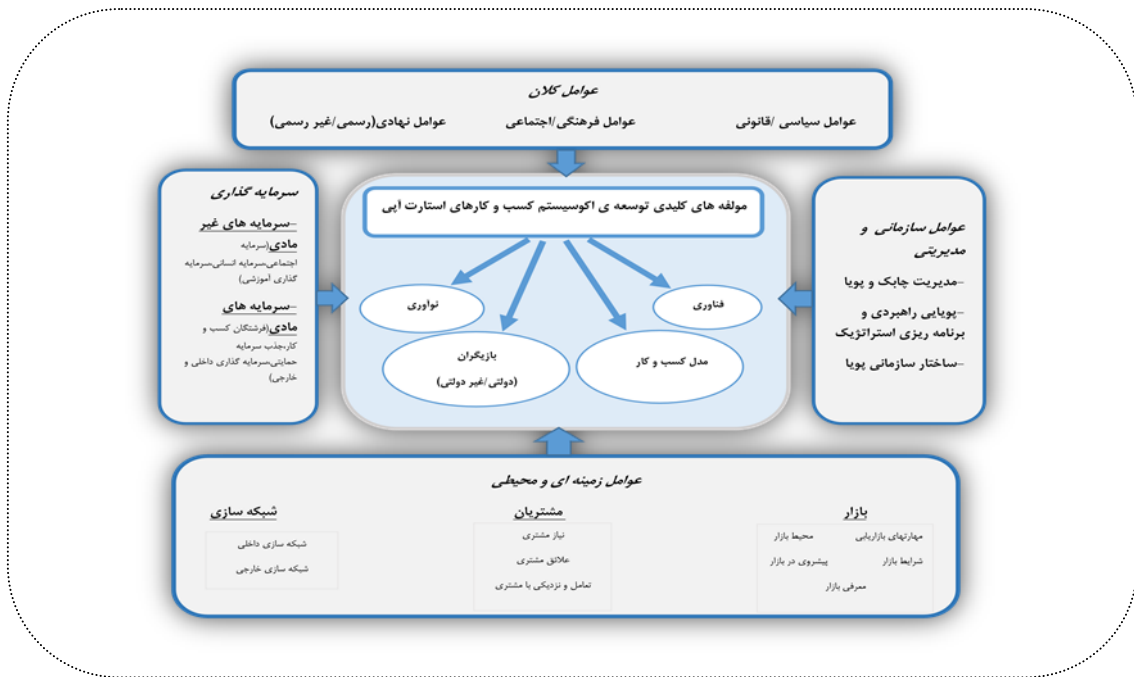 عوامل کلان
عوامل سیاسی /قانونی
عوامل فرهنگی/اجتماعی
عوامل نهادی(رسمی/غیر رسمی)
عوامل سازمانی و
مدیریتی
-مدیریت چابک و پویا
-پویایی راهبردی و
برنامه ریزی استراتژیک
-ساختار سازمانی پویا
مولفه های کلیدی توسعه ی اکوسیستم کسب و کارهای استارت آپی
فناوری
نوآوری
مدل کسب و کار
بازیگران
(دولتی/غیر دولتی)
سرمایه گذاری
-سرمایه های غیر
مادی(سرمایه
اجتماعی،سرمایه انسانی،سرمایه
گذاری آموزشی)
-سرمایه های
مادی(فرشتگان کسب و
کار،جذب سرمایه
حمایتی،سرمایه گذاری داخلی و
خارجی)
عوامل زمینه ای و محیطی
بازار
مهارتهای بازاریابی محیط بازار
شرایط بازار پیشروی در بازار
معرفی بازار
مشتریان
نیاز مشتری
علائق مشتری
تعامل و نزدیکی با مشتری
شبکه سازی
شبکه سازی داخلی
شبکه سازی خارجی